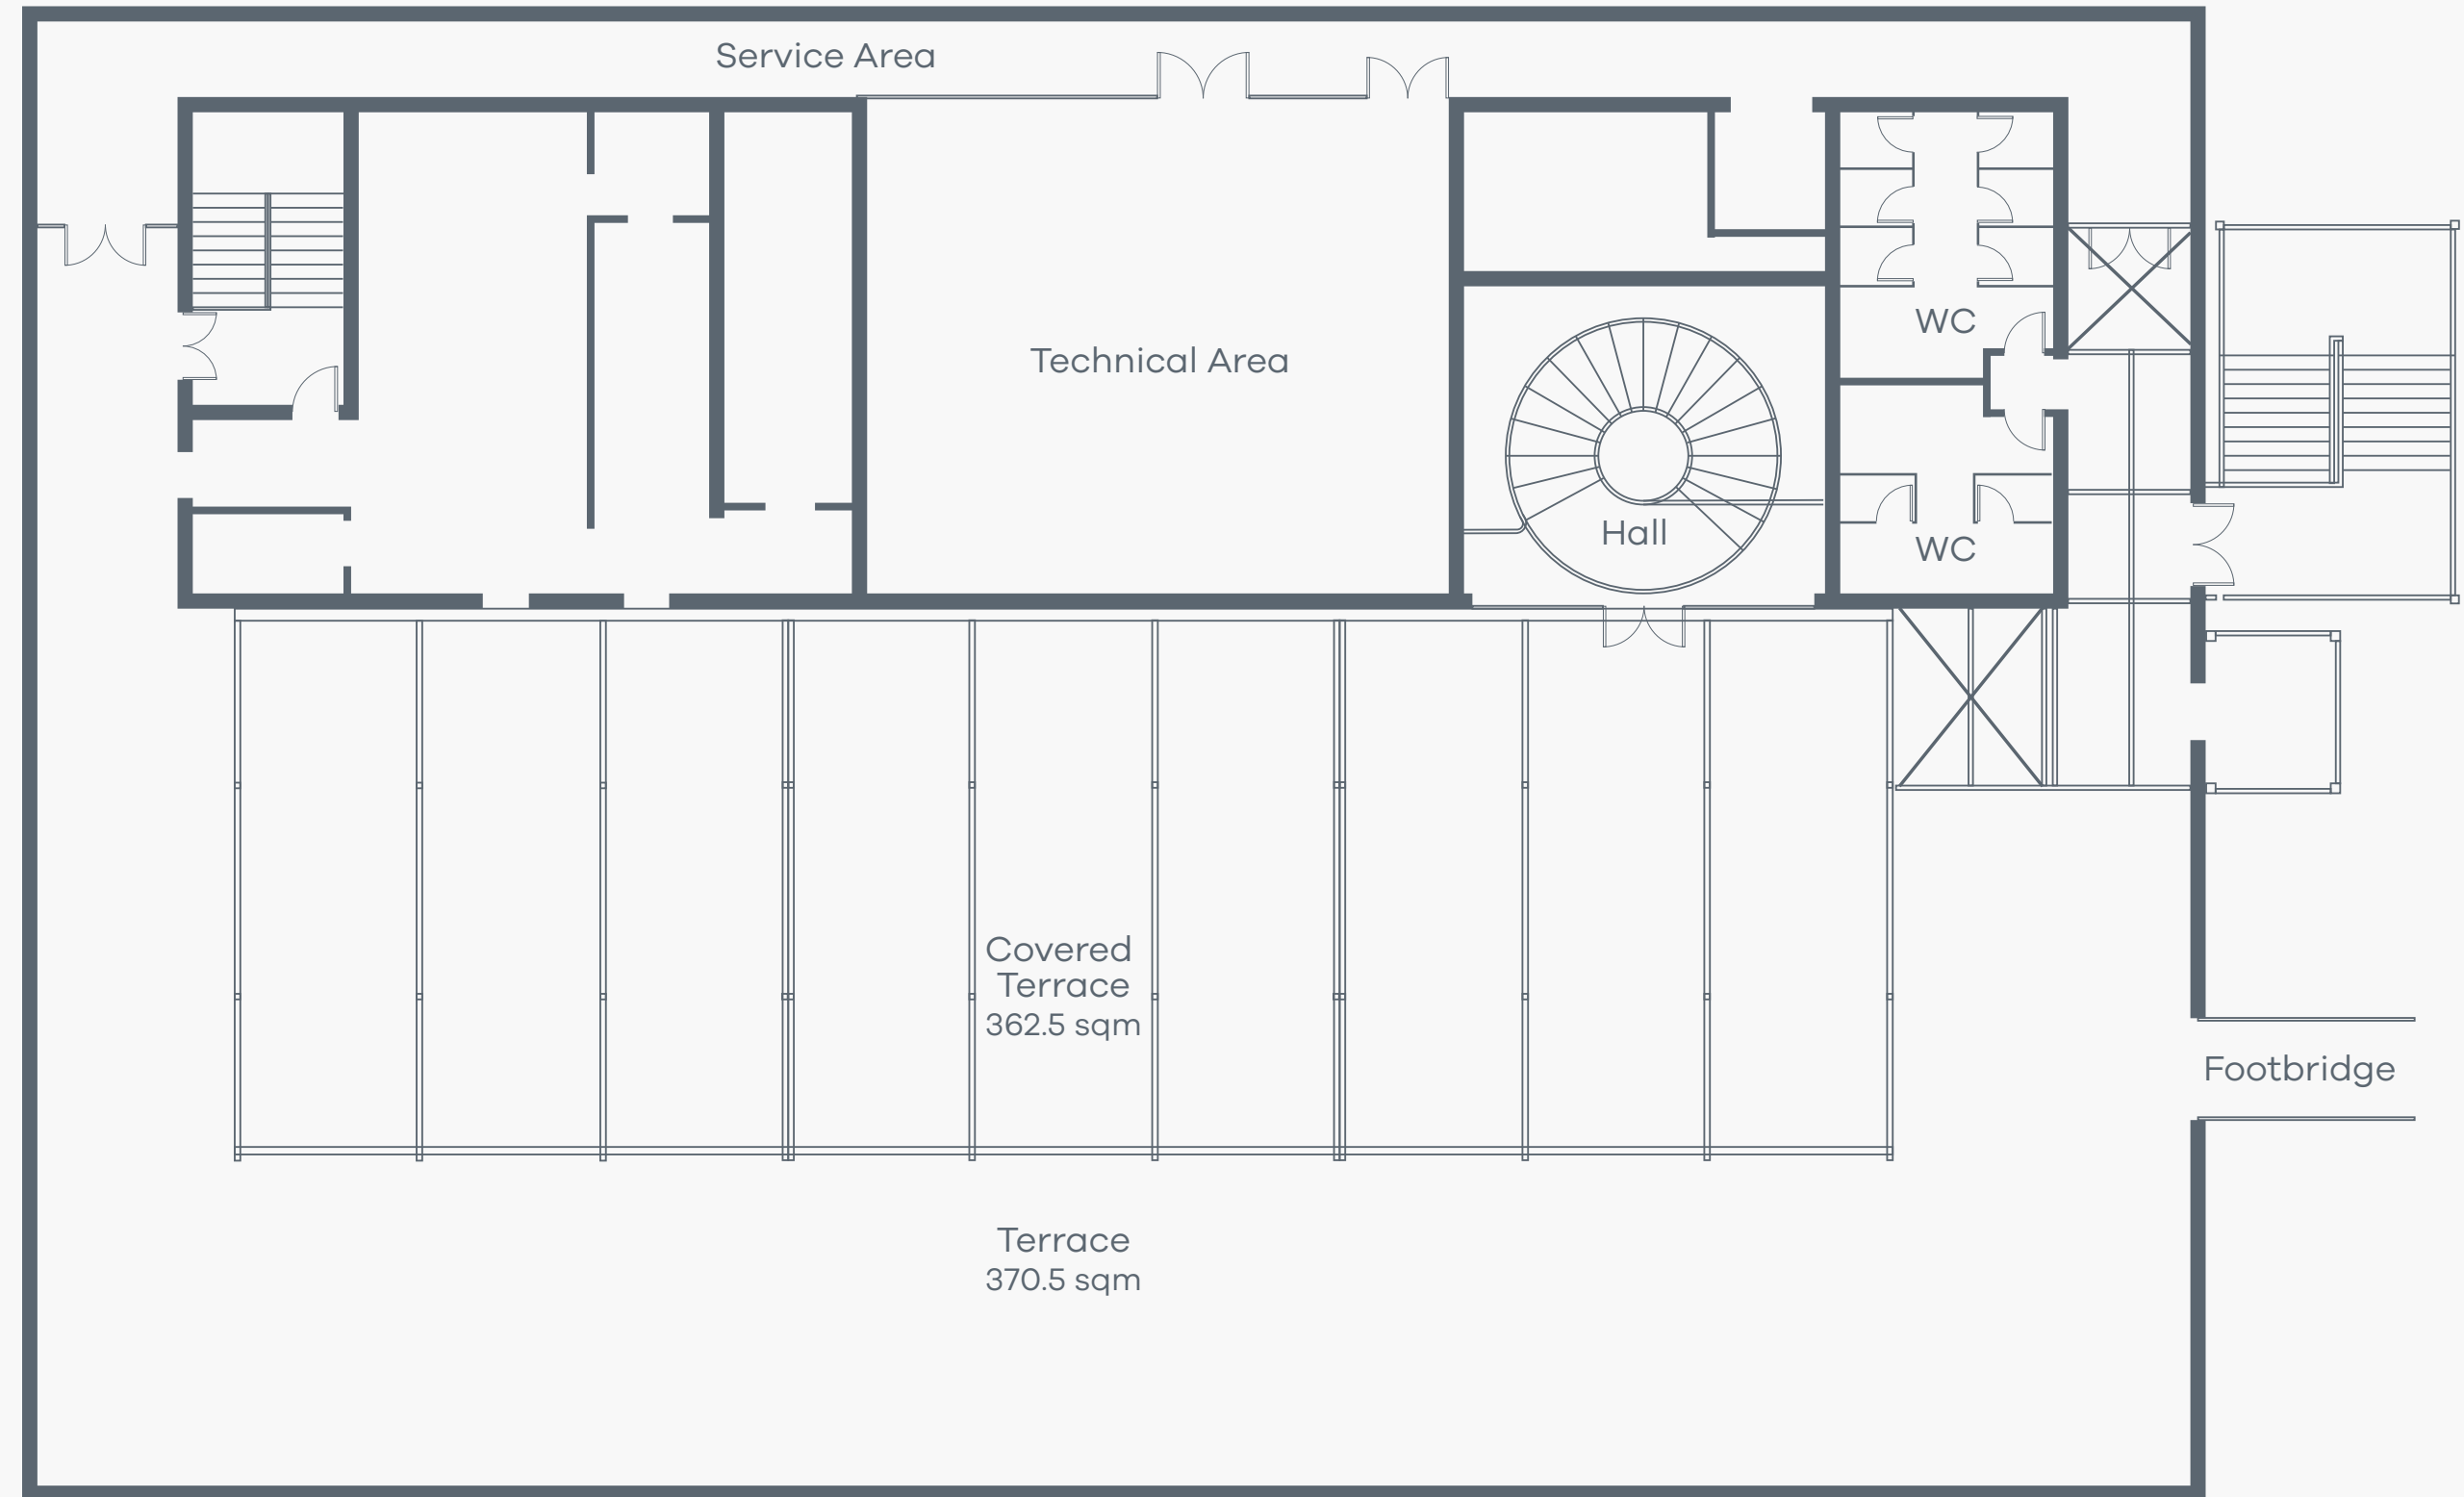 Service Area
Technical Area
WC
Hall
WC
Covered
Terrace
362.5 sqm
Footbridge
Terrace
370.5 sqm